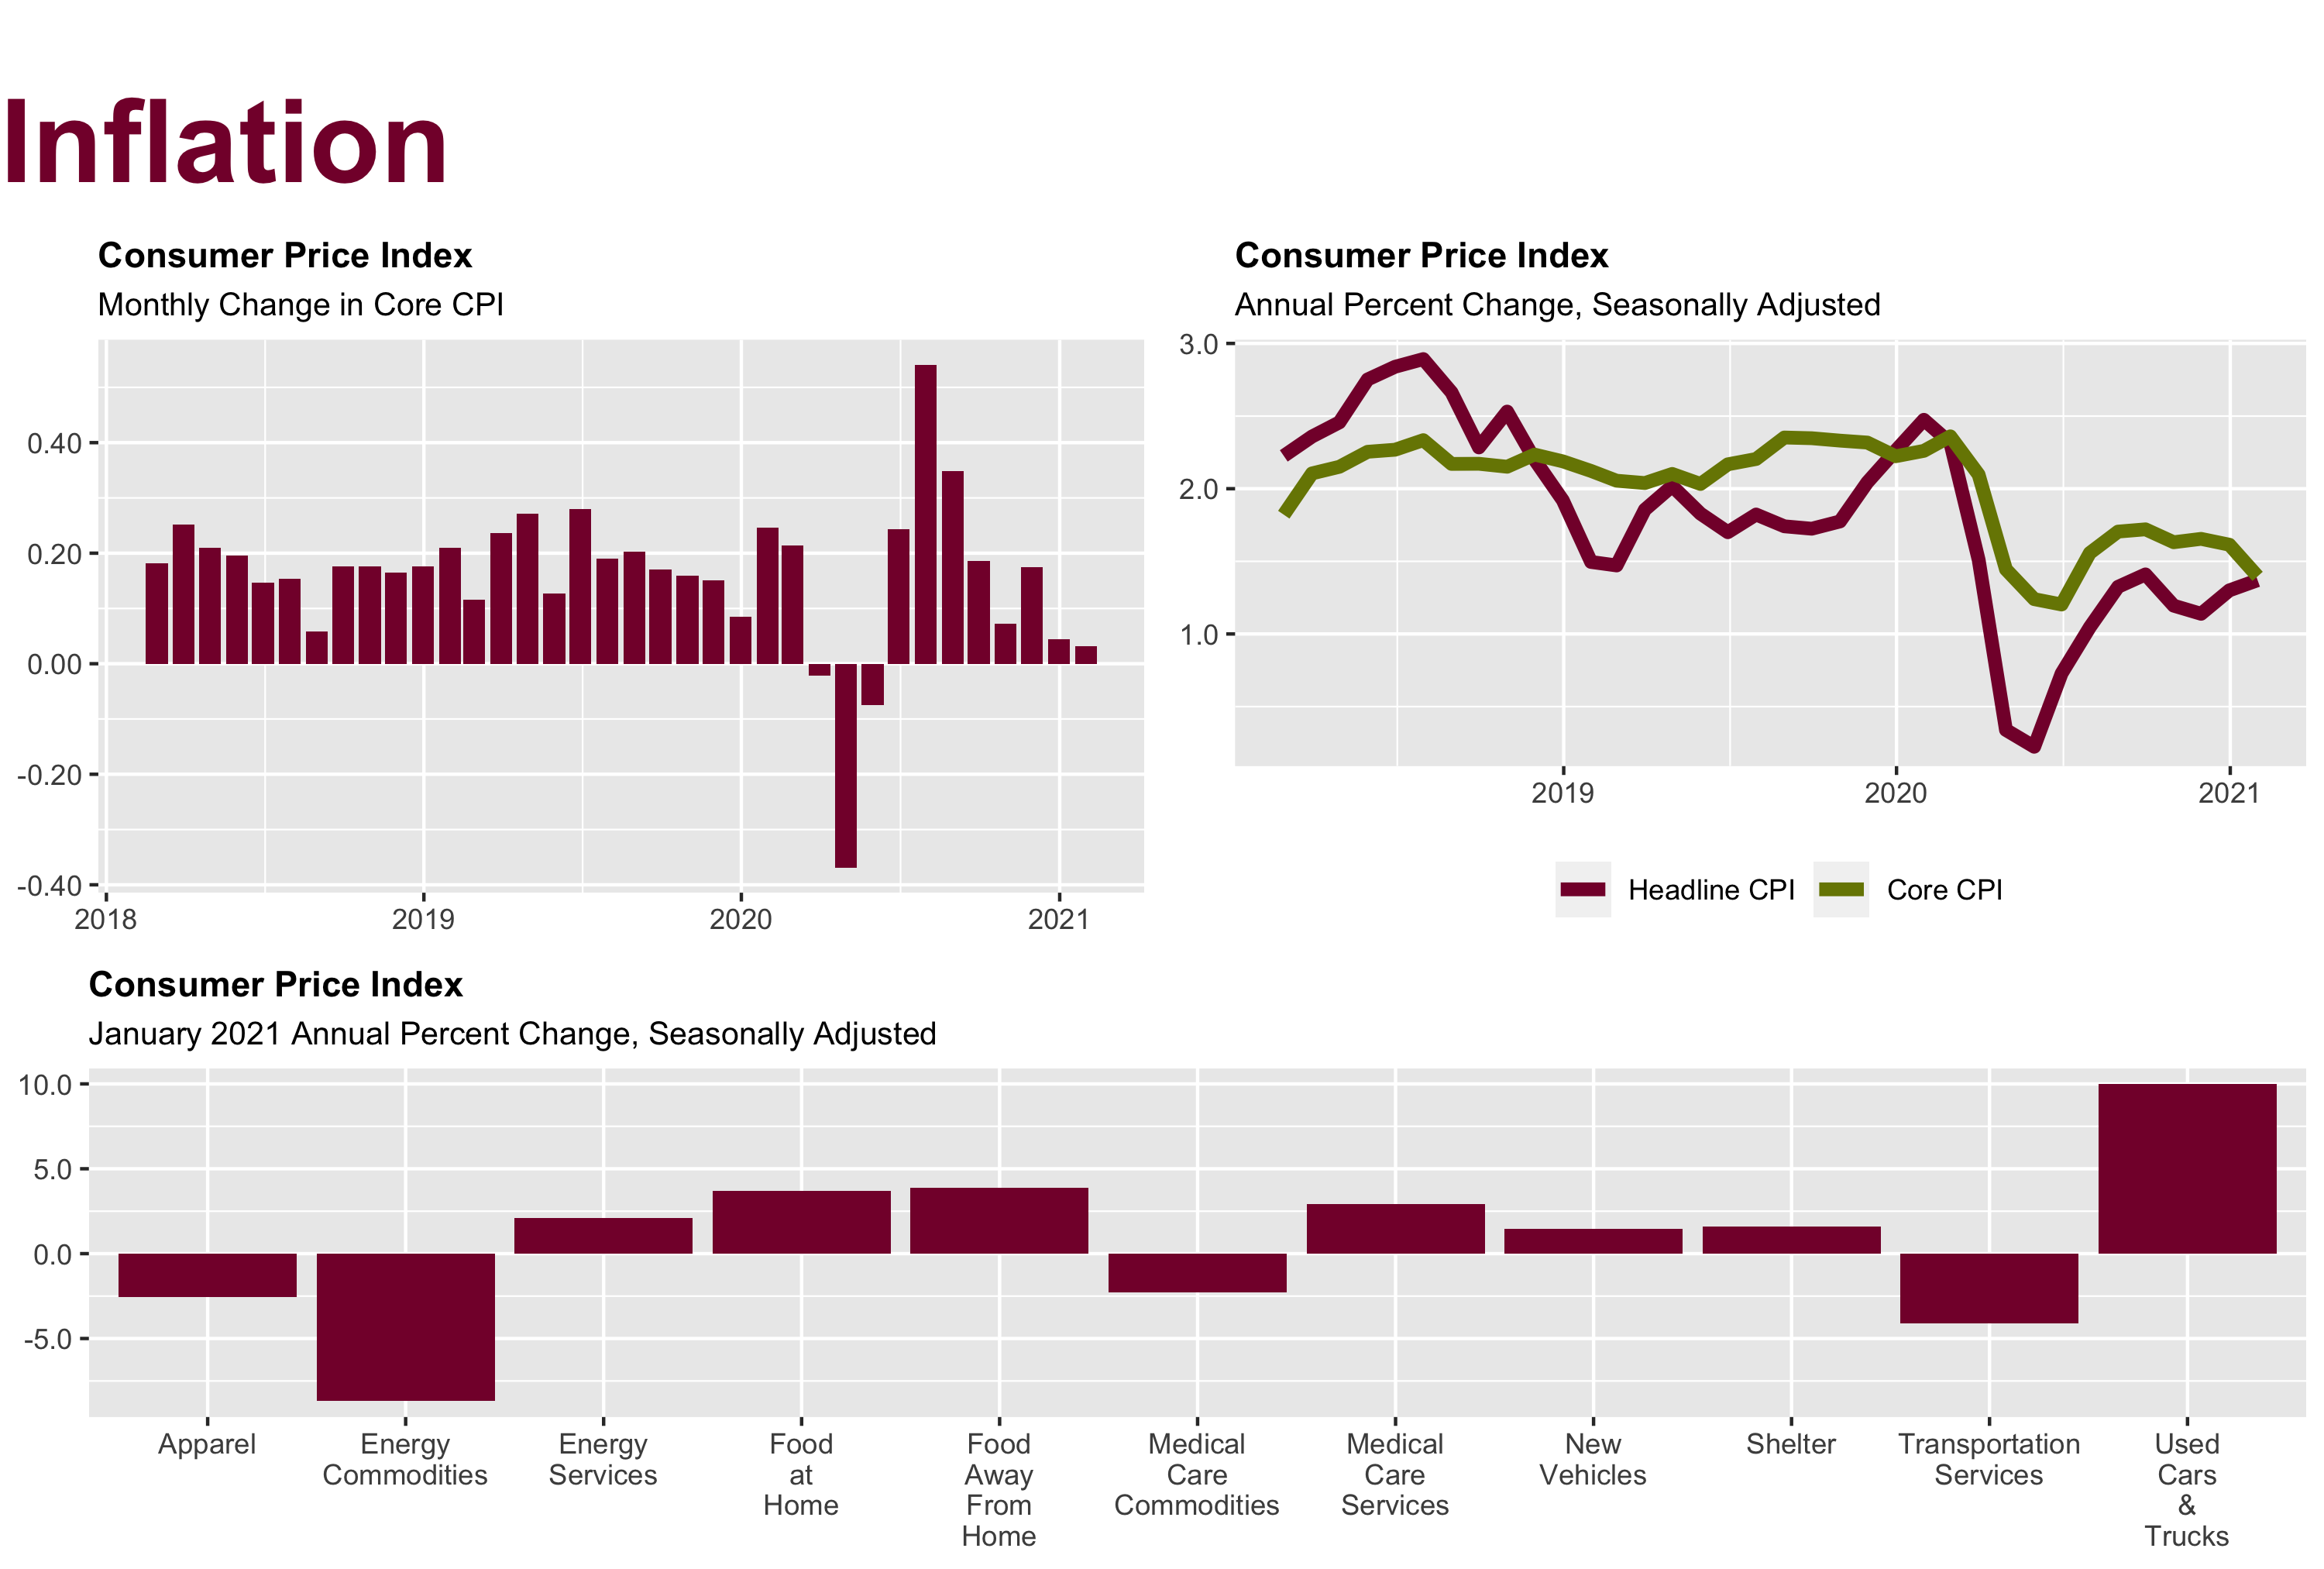 Inflation
Consumer Price Index
Monthly Change in Core CPI
0.40
0.20
0.00
-0.20
-0.40
2018 2019 2020 2021
Consumer Price Index
Annual Percent Change, Seasonally Adjusted
3.0
2.0
1.0
2019 2020 2021
Headline CPI Core CPI
Consumer Price Index
January 2021 Annual Percent Change, Seasonally Adjusted
10.0
5.0
0.0
-5.0
Apparel
Energy
Commodities
Energy
Services
Food
at
Home
Food
Away
From
Home
Medical
Care
Commodities
Medical
Care
Services
New
Vehicles
Shelter
Transportation
Services
Used
Cars
&
Trucks